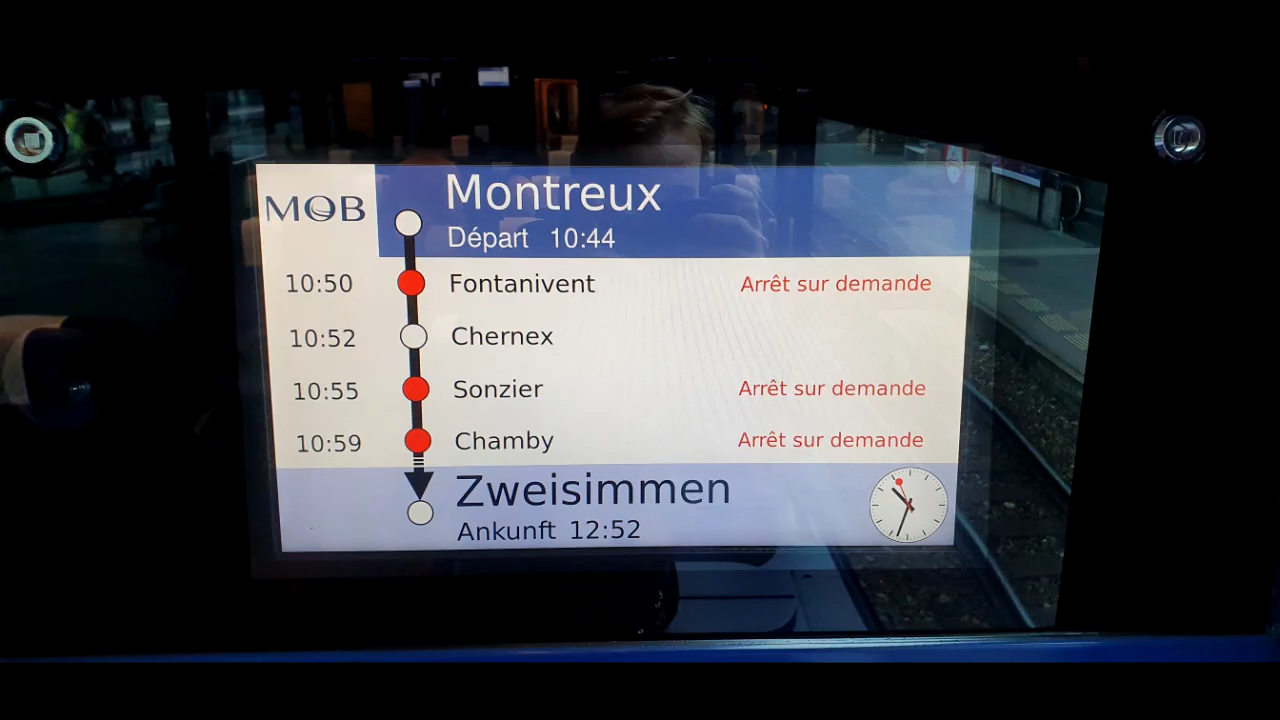 MOB
Montreux
Départ 10:44
10:50 Fontanivent Arrêt sur demande
10:52 Chernex
10:55 Sonzier Arrêt sur demande
10:59 Chamby Arrêt sur demande
Zweisimmen
Ankunft 12:52